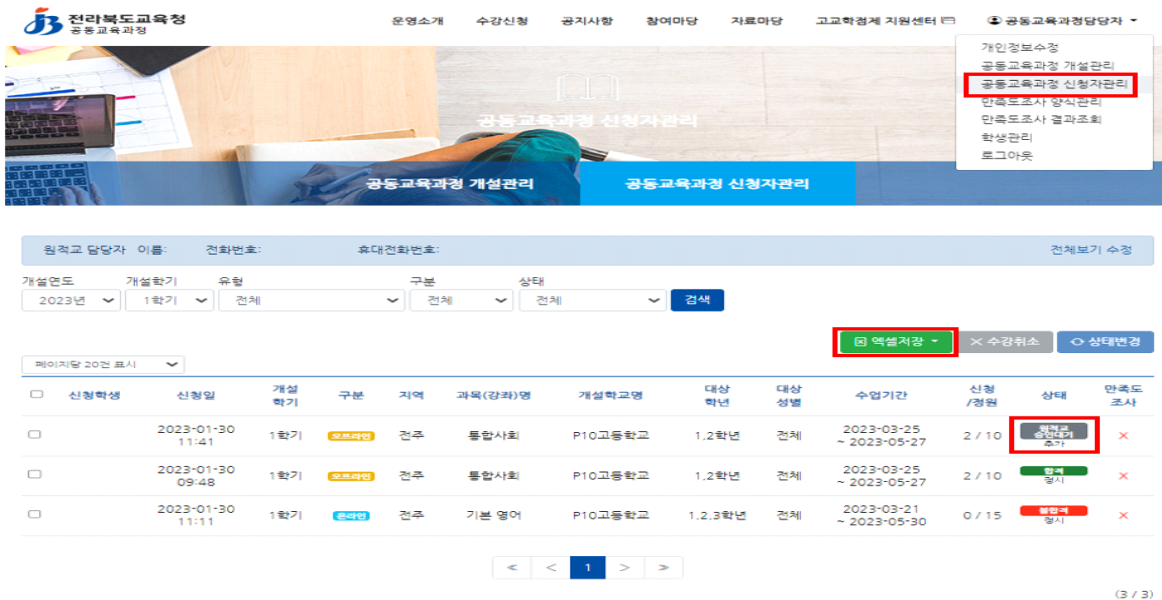 전라북도교육청
공동교육과정
운영소개 수강신청 공지사항 참여마당 자료마당 고교학점제 지원센터 공동교육과정담당자
개인정보수정
공동교육과정 개설관리
공동교육과정 신청자관리
만족도조사 양식관리
만족도조사 결과조회
학생관리
로그아웃
공동교육과정 신청자관리
공동교육과정 개설관리 공동교육과정 신청자관리
원적교 담당자 이름: 전화번호: 휴대전화번호: 전체보기 수정
개설연도 개설학기 유형 구분 상태
2023년 1학기 전체 전체 전체 검색
엑셀저장 수강취소 상태변경
페이지당 20건 표시
신청학생 신청일 개설 학기 구분 지역 과목(강좌)명 개설학교명 대상 학년 대상 성별 수업기간 신청 /정원 상태 만족도 조사
2023-01-30 11:41 1학기 오프라인 전주 통합사회 P10고등학교 1,2학년 전체 2023-03-25 ~ 2023-05-27 2 / 10 원적교 승인대기 추가 ×
2023-01-30 09:48 1학기 오프라인 전주 통합사회 P10고등학교 1,2학년 전체 2023-03-25 ~ 2023-05-27 2 / 10 합격 정시 ×
2023-01-30 11:11 1학기 온라인 전주 기본 영어 P10고등학교 1,2,3학년 전체 2023-03-21 ~ 2023-05-30 0 / 15 불합격 정시 ×
« < 1 > »
(3 / 3)